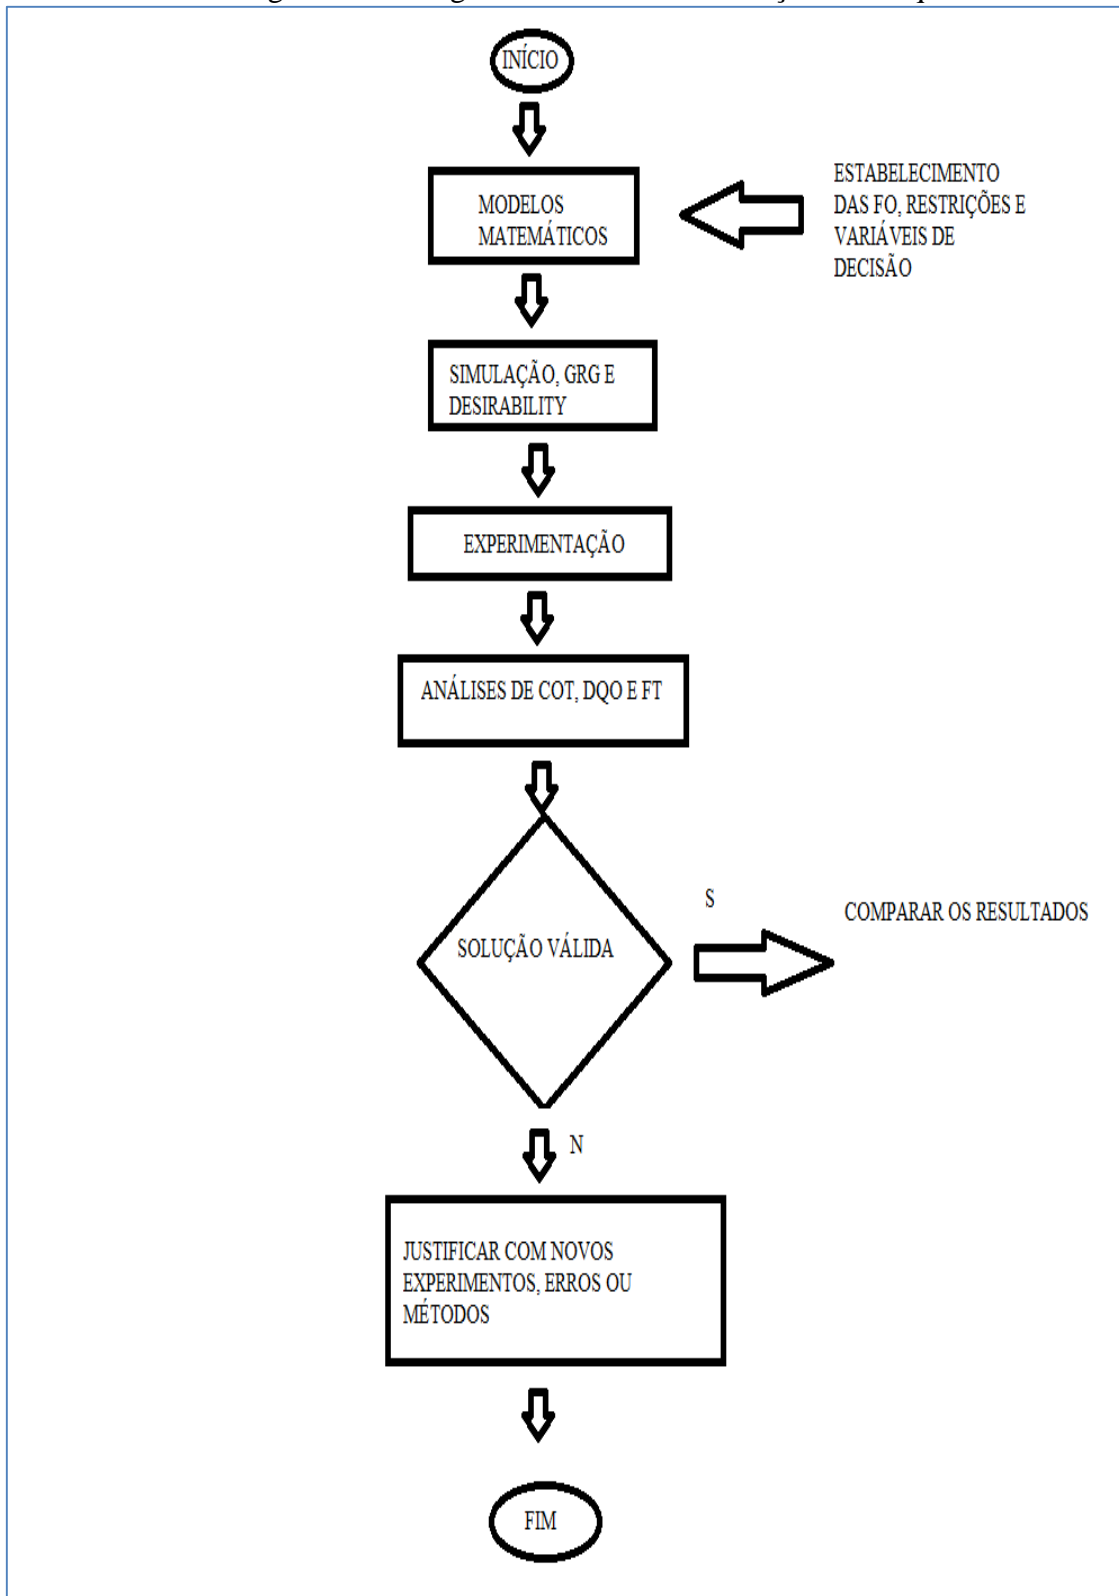 INÍCIO
MODELOS
MATEMÁTICOS
ESTABELECIMENTO
DAS FO, RESTRIÇÕES E
VARIÁVEIS DE
DECISÃO
SIMULAÇÃO, GRG E
DESIRABILITY
EXPERIMENTAÇÃO
ANÁLISES DE COT, DQO E FT
SOLUÇÃO VÁLIDA
S
COMPARAR OS RESULTADOS
N
JUSTIFICAR COM NOVOS
EXPERIMENTOS, ERROS OU
MÉTODOS
FIM